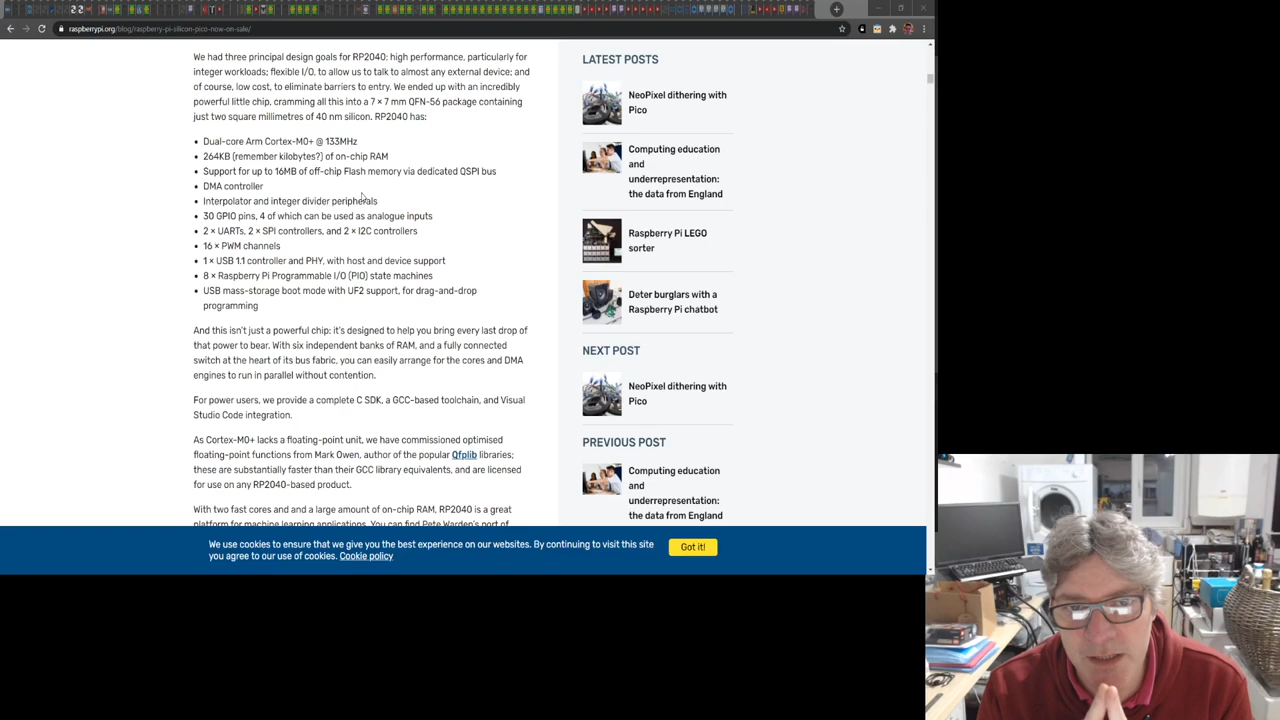 raspberrypi.org/blog/raspberry-pi-silicon-pico-now-on-sale/
We had three principal design goals for RP2040: high performance, particularly for
integer workloads; flexible I/O, to allow us to talk to almost any external device; and
of course, low cost, to eliminate barriers to entry. We ended up with an incredibly
powerful little chip, cramming all this into a 7 × 7 mm QFN-56 package containing
just two square millimetres of 40 nm silicon. RP2040 has:
• Dual-core Arm Cortex-M0+ @ 133MHz
• 264KB (remember kilobytes?) of on-chip RAM
• Support for up to 16MB of off-chip Flash memory via dedicated QSPI bus
• DMA controller
• Interpolator and integer divider peripherals
• 30 GPIO pins, 4 of which can be used as analogue inputs
• 2 × UARTs, 2 × SPI controllers, and 2 × I2C controllers
• 16 × PWM channels
• 1 × USB 1.1 controller and PHY, with host and device support
• 8 × Raspberry Pi Programmable I/O (PIO) state machines
• USB mass-storage boot mode with UF2 support, for drag-and-drop
programming
And this isn't just a powerful chip: it's designed to help you bring every last drop of
that power to bear. With six independent banks of RAM, and a fully connected
switch at the heart of its bus fabric, you can easily arrange for the cores and DMA
engines to run in parallel without contention.
For power users, we provide a complete C SDK, a GCC-based toolchain, and Visual
Studio Code integration.
As Cortex-M0+ lacks a floating-point unit, we have commissioned optimised
floating-point functions from Mark Owen, author of the popular Qfplib libraries;
these are substantially faster than their GCC library equivalents, and are licensed
for use on any RP2040-based product.
With two fast cores and and a large amount of on-chip RAM, RP2040 is a great
platform for machine learning applications. You can find Pete Warden's port of
LATEST POSTS
NeoPixel dithering with
Pico
Computing education
and
underrepresentation:
the data from England
Raspberry Pi LEGO
sorter
Deter burglars with a
Raspberry Pi chatbot
NEXT POST
NeoPixel dithering with
Pico
PREVIOUS POST
Computing education
and
underrepresentation:
the data from England
We use cookies to ensure that we give you the best experience on our websites. By continuing to visit this site
you agree to our use of cookies. Cookie policy
Got it!